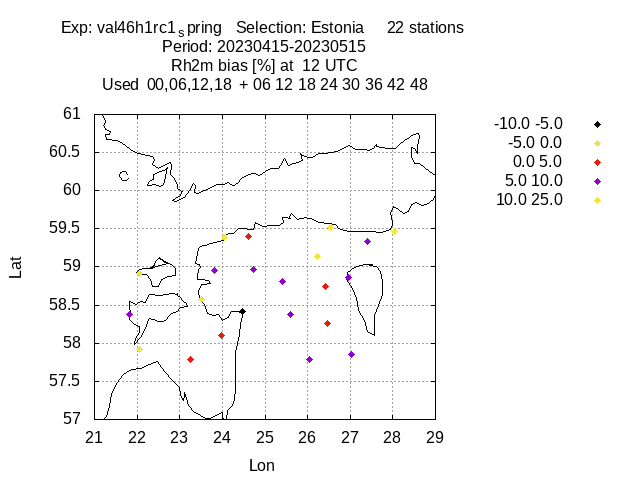 Exp: val46h1rc1spring Selection: Estonia 22 stations
Period: 20230415-20230515
Rh2m bias [%] at 12 UTC
Used 00,06,12,18 + 06 12 18 24 30 36 42 48
-10.0 -5.0
-5.0 0.0
0.0 5.0
5.0 10.0
10.0 25.0
61
60.5
60
59.5
59
58.5
58
57.5
57
Lat
21 22 23 24 25 26 27 28 29
Lon